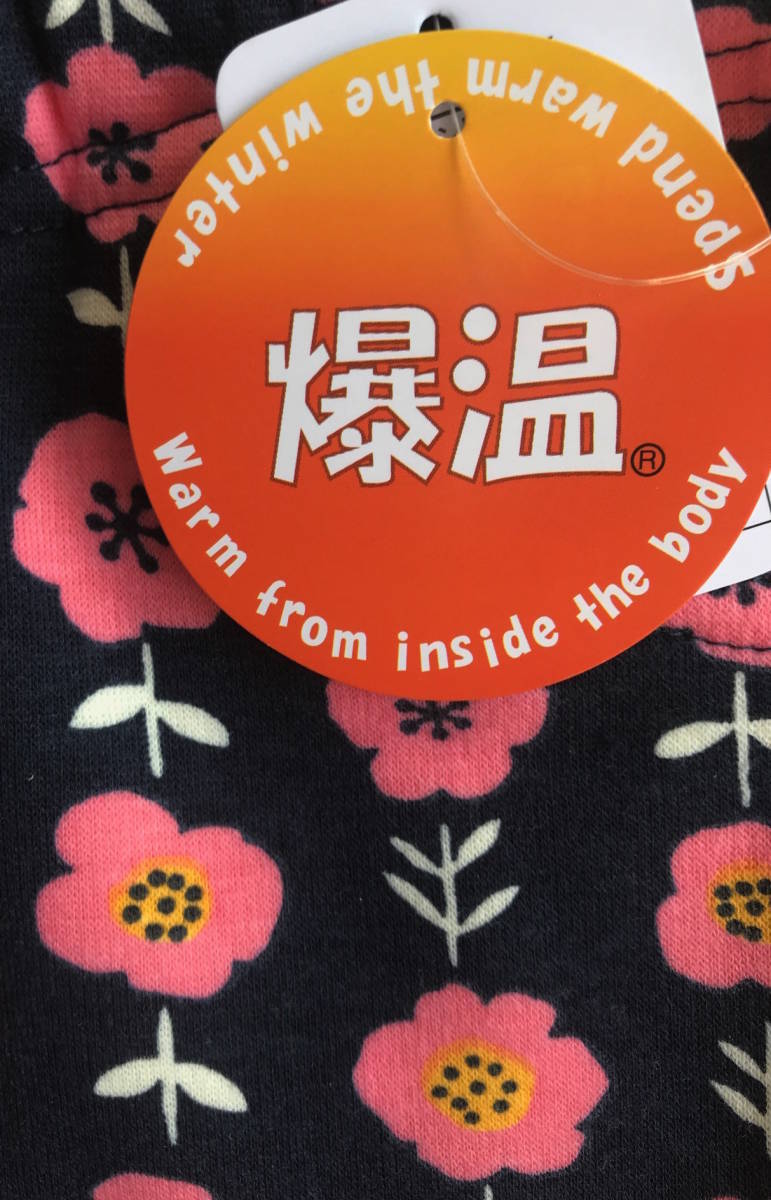 Spend warm the winter
爆温®
Warm from inside the body